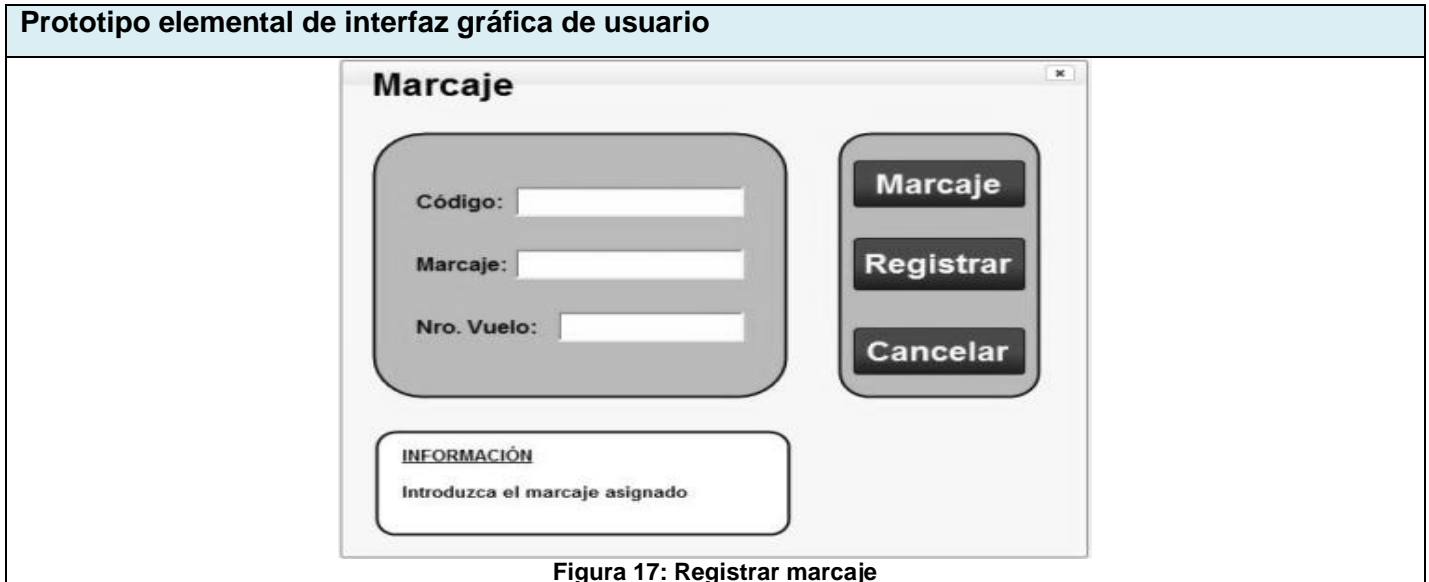 Prototipo elemental de interfaz gráfica de usuario
Marcaje
Código:
Marcaje:
Nro. Vuelo:
Marcaje
Registrar
Cancelar
INFORMACIÓN
Introduzca el marcaje asignado
Figura 17: Registrar marcaje